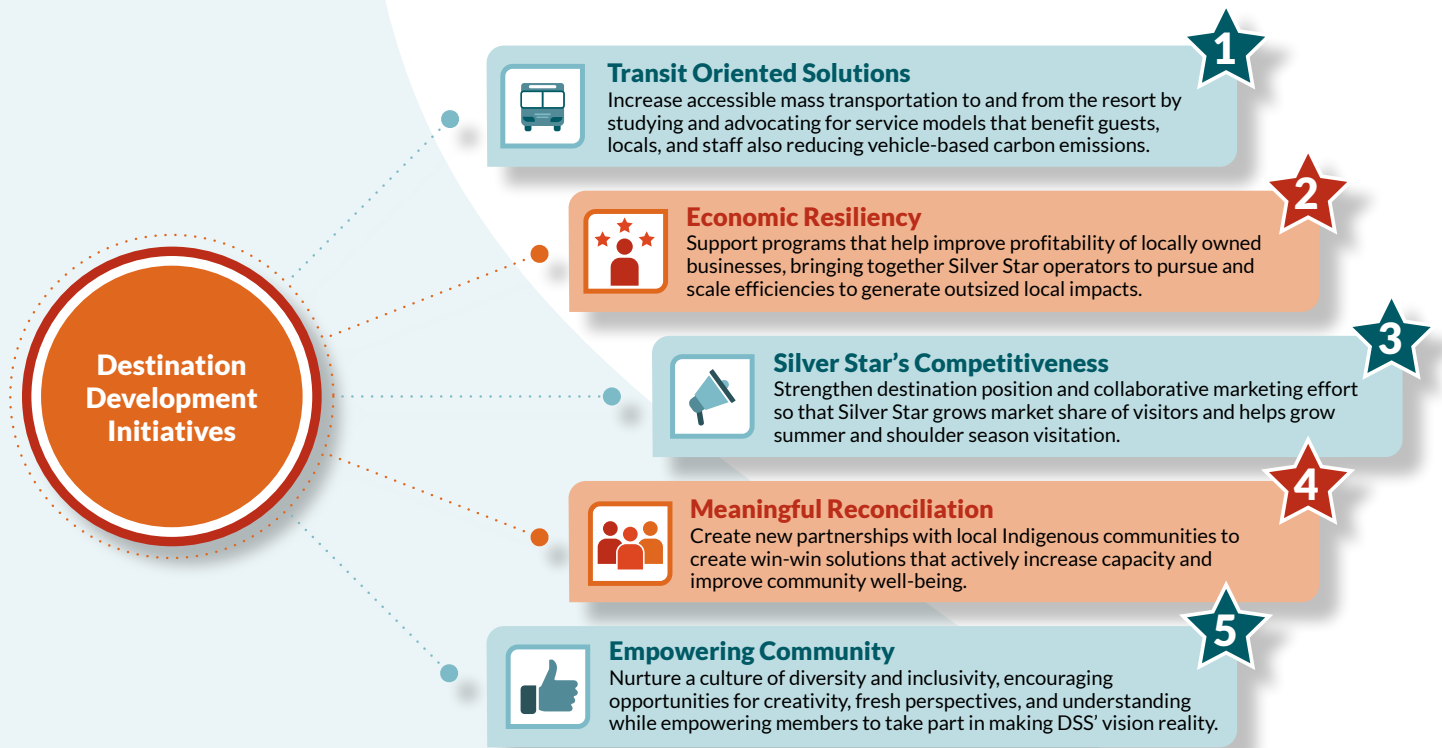 Destination
Development
Initiatives
1
Transit Oriented Solutions
Increase accessible mass transportation to and from the resort by
studying and advocating for service models that benefit guests,
locals, and staff also reducing vehicle-based carbon emissions.
2
Economic Resiliency
Support programs that help improve profitability of locally owned
businesses, bringing together Silver Star operators to pursue and
scale efficiencies to generate outsized local impacts.
3
Silver Star's Competitiveness
Strengthen destination position and collaborative marketing effort
so that Silver Star grows market share of visitors and helps grow
summer and shoulder season visitation.
4
Meaningful Reconciliation
Create new partnerships with local Indigenous communities to
create win-win solutions that actively increase capacity and
improve community well-being.
5
Empowering Community
Nurture a culture of diversity and inclusivity, encouraging
opportunities for creativity, fresh perspectives, and understanding
while empowering members to take part in making DSS' vision reality.